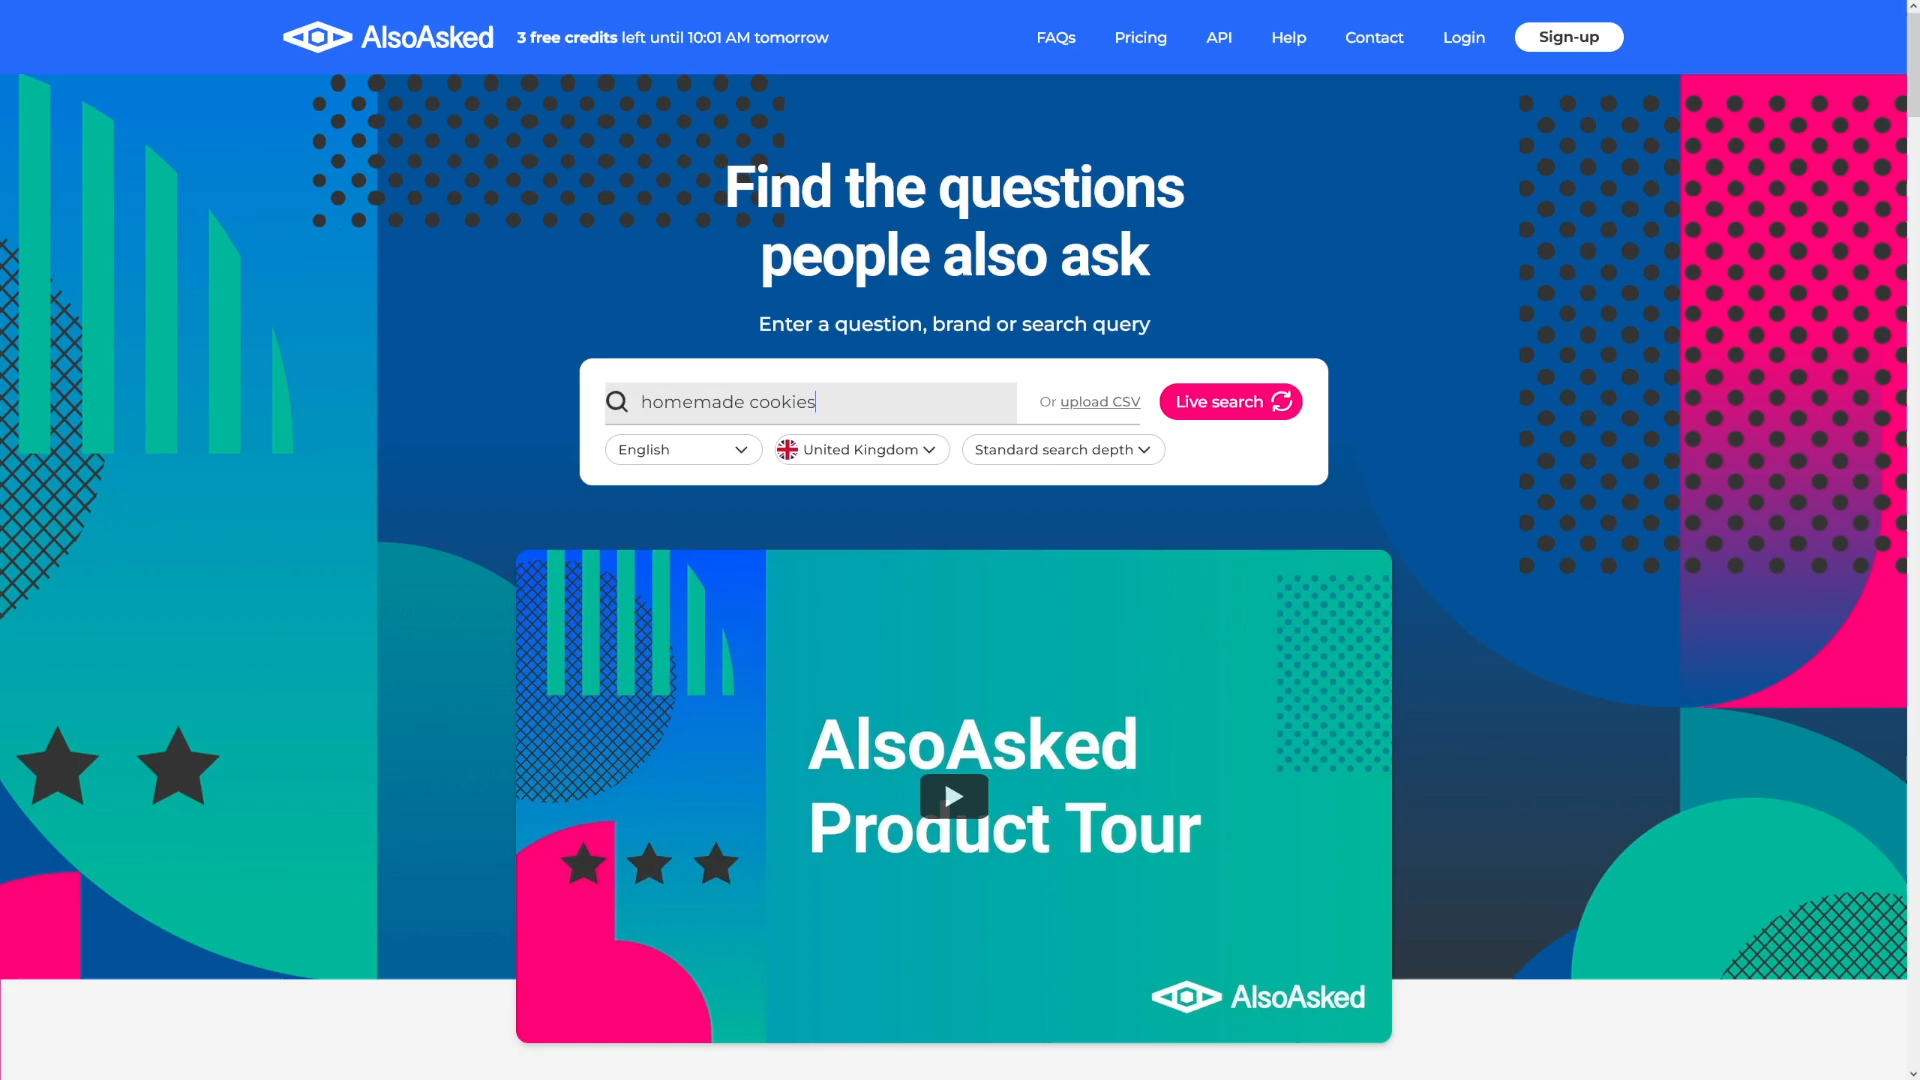 AlsoAsked
3 free credits left until 10:01 AM tomorrow
FAQs
Pricing
API
Help
Contact
Login
Sign-up
Find the questions
people also ask
Enter a question, brand or search query
homemade cookies
Or upload CSV
Live search
English
United Kingdom
Standard search depth
AlsoAsked
Product Tour
AlsoAsked